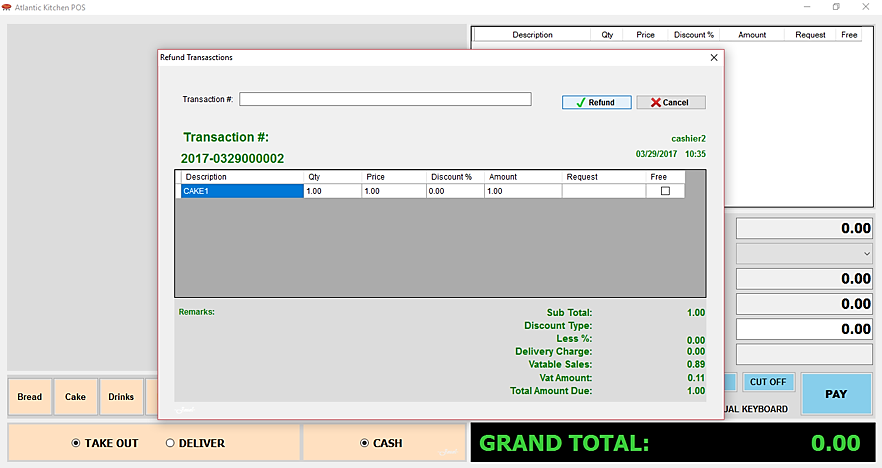 Atlantic Kitchen POS
Description Qty Price Discount % Amount Request Free
Refund Transasctions
Transaction #: Refund Cancel
Transaction #: cashier2
2017-0329000002 03/29/2017 10:35
Description Qty Price Discount % Amount Request Free
CAKE1 1.00 1.00 0.00 1.00
Remarks:
Sub Total: 1.00
Discount Type:
Less %: 0.00
Delivery Charge: 0.00
Vatable Sales: 0.89
Vat Amount: 0.11
Total Amount Due: 1.00
0.00
0.00
0.00
0.00
Bread Cake Drinks
CUT OFF PAY
UAL KEYBOARD
TAKE OUT DELIVER CASH
GRAND TOTAL: 0.00